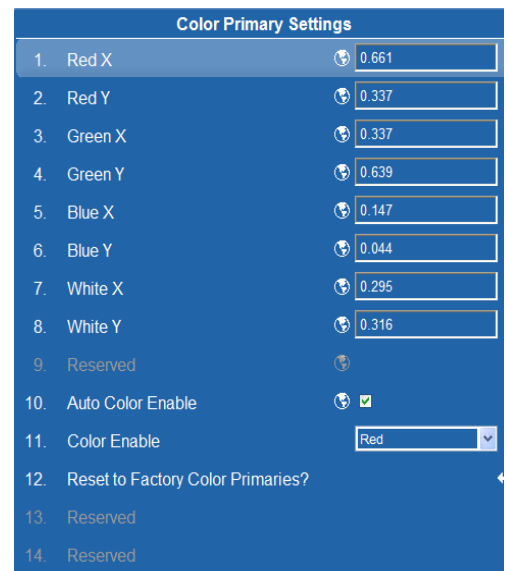 Color Primary Settings
1. Red X 0.661
2. Red Y 0.337
3. Green X 0.337
4. Green Y 0.639
5. Blue X 0.147
6. Blue Y 0.044
7. White X 0.295
8. White Y 0.316
9. Reserved
10. Auto Color Enable
11. Color Enable Red
12. Reset to Factory Color Primaries?
13. Reserved
14. Reserved